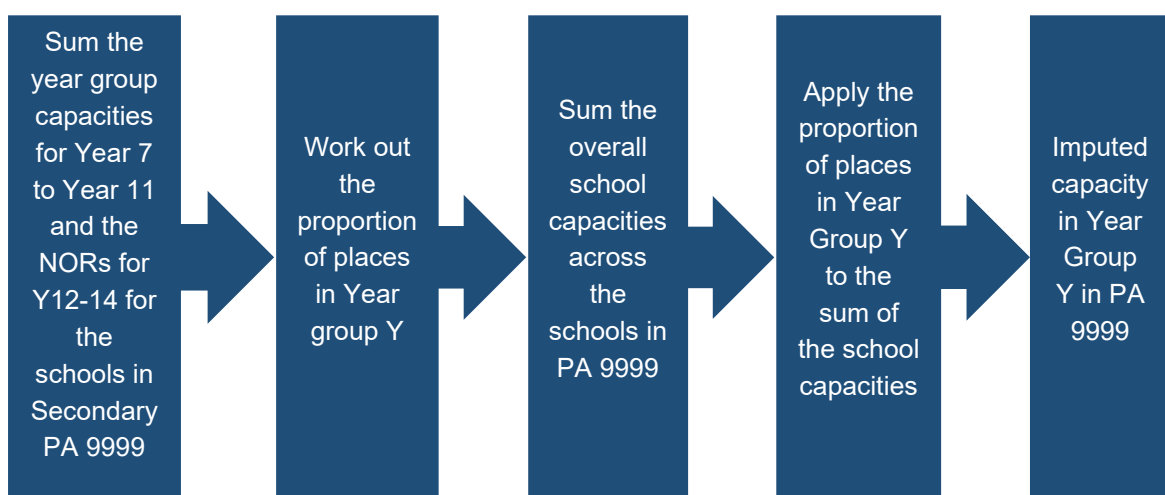 Sum the
year group
capacities
for Year 7
to Year 11
and the
NORs for
Y12-14 for
the
schools in
Secondary
PA 9999
Work out
the
proportion
of places
in Year
group Y
Sum the
overall
school
capacities
across
the
schools in
PA 9999
Apply the
proportion
of places
in Year
Group Y
to the
sum of
the school
capacities
Imputed
capacity
in Year
Group
Y in PA
9999